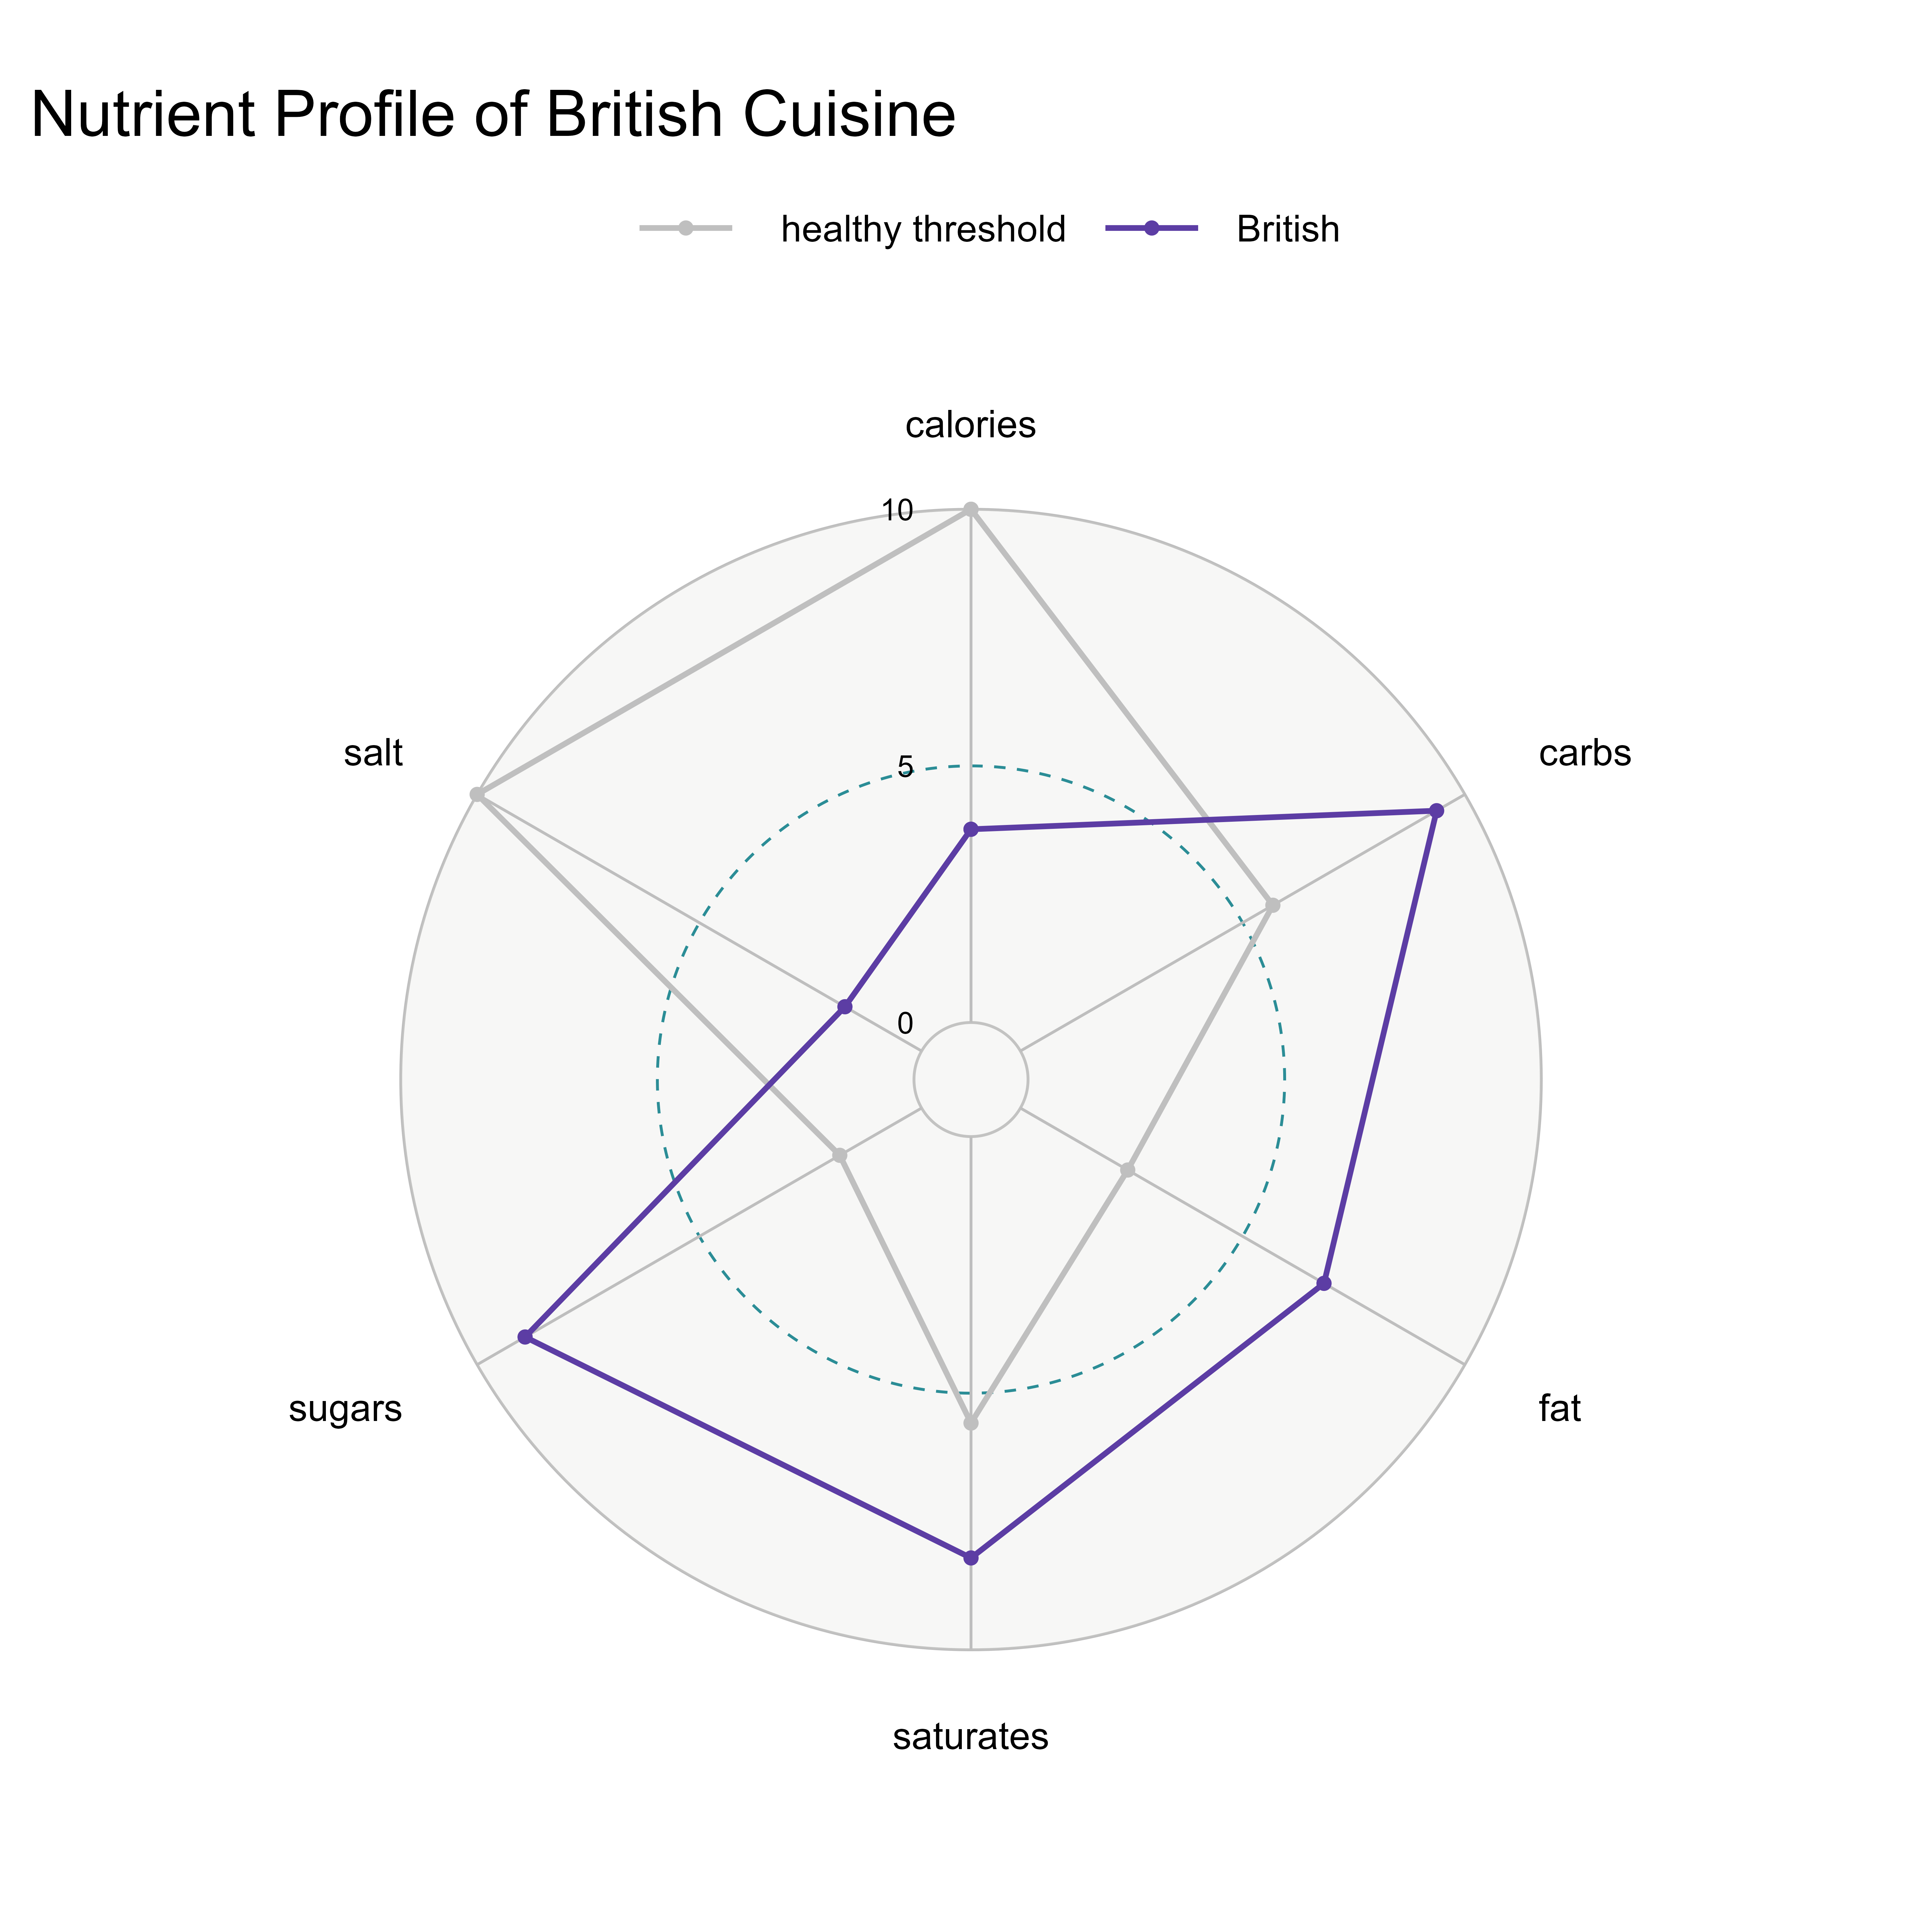 Nutrient Profile of British Cuisine
healthy threshold British
calories
10
salt
carbs
5
0
sugars
fat
saturates